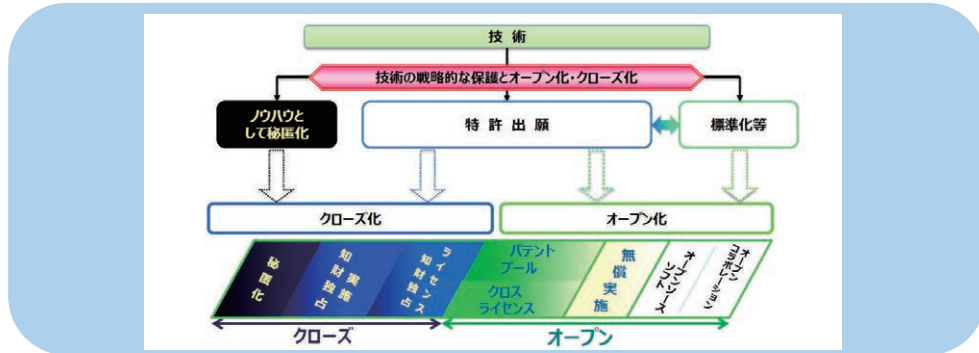 技 術
技術の戦略的な保護とオープン化・クローズ化
ノウハウと
して秘匿化
特 許 出 願
標準化等
クローズ化
オープン化
秘匿化
知財独占
実施
知財独占
ライセンス
パテント
プール
クロス
ライセンス
無償実施
オープンソース
ソフト
オープン
コラボレーション
クローズ
オープン